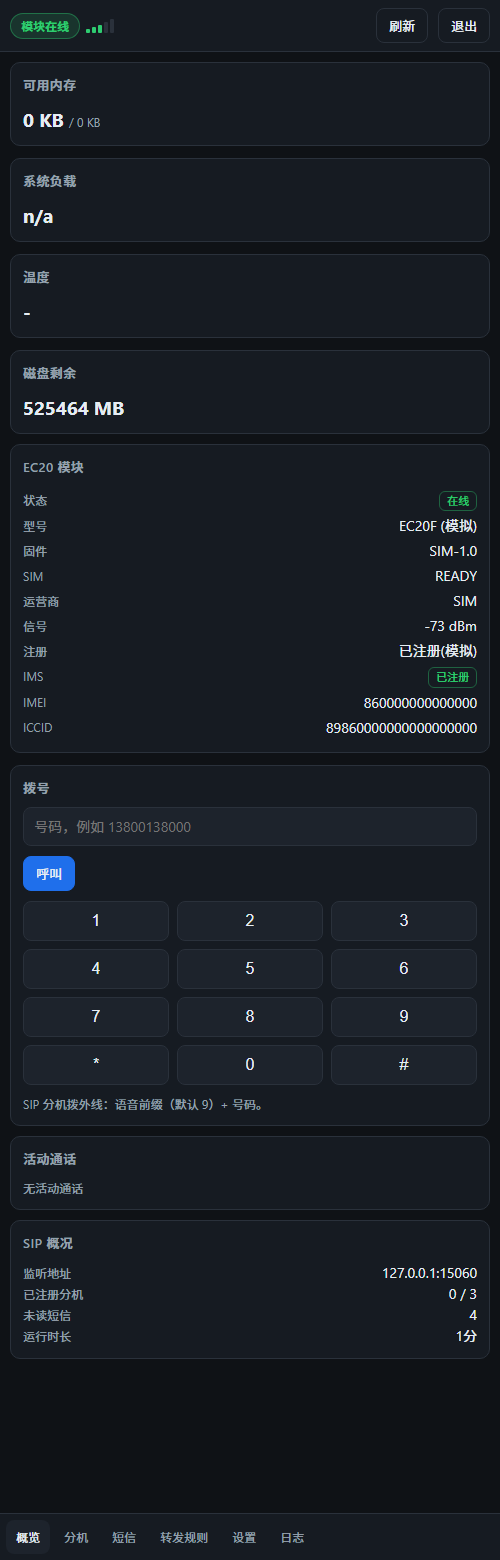 模块在线
刷新 退出
可用内存
0 KB / 0 KB
系统负载
n/a
温度
-
磁盘剩余
525464 MB
EC20 模块
状态 在线
型号 EC20F (模拟)
固件 SIM-1.0
SIM READY
运营商 SIM
信号 -73 dBm
注册 已注册(模拟)
IMS 已注册
IMEI 860000000000000
ICCID 89860000000000000000
拨号
号码，例如 13800138000
呼叫
1 2 3
4 5 6
7 8 9
* 0 #
SIP 分机拨外线：语音前缀（默认 9）+ 号码。
活动通话
无活动通话
SIP 概况
监听地址 127.0.0.1:15060
已注册分机 0 / 3
未读短信 4
运行时长 1分
概览 分机 短信 转发规则 设置 日志